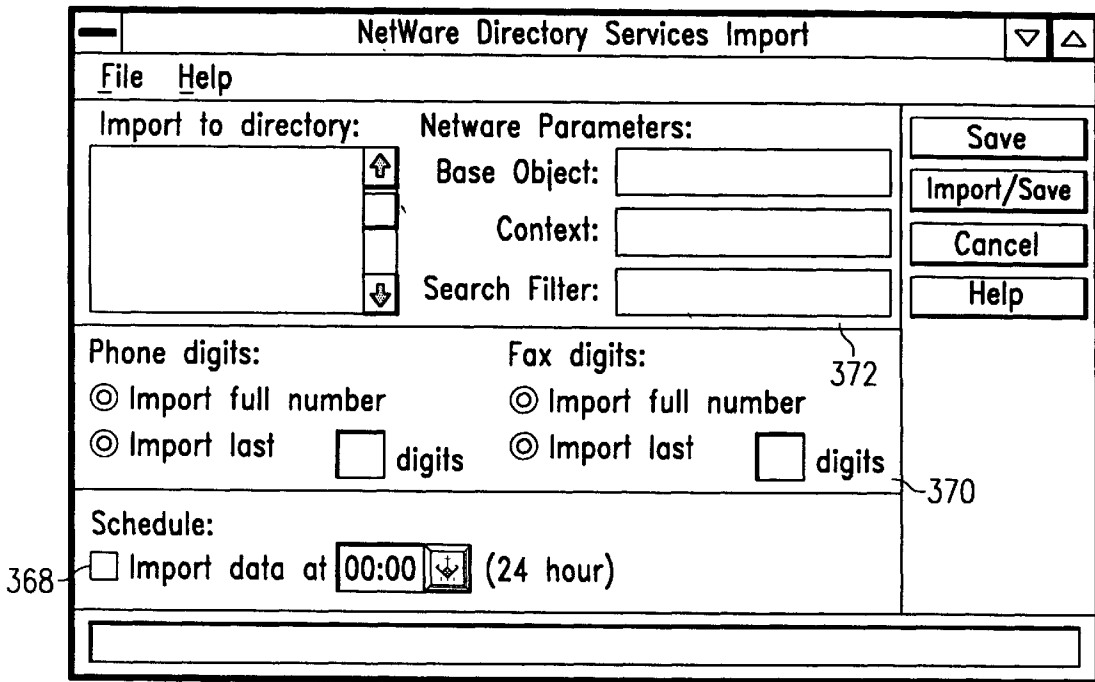 NetWare Directory Services Import
File Help
Import to directory:
Netware Parameters:
Base Object:
Context:
Search Filter:
Save
Import/Save
Cancel
Help
372
Phone digits:
Import full number
Import last digits
Fax digits:
Import full number
Import last digits
370
Schedule:
368 Import data at 00:00 (24 hour)